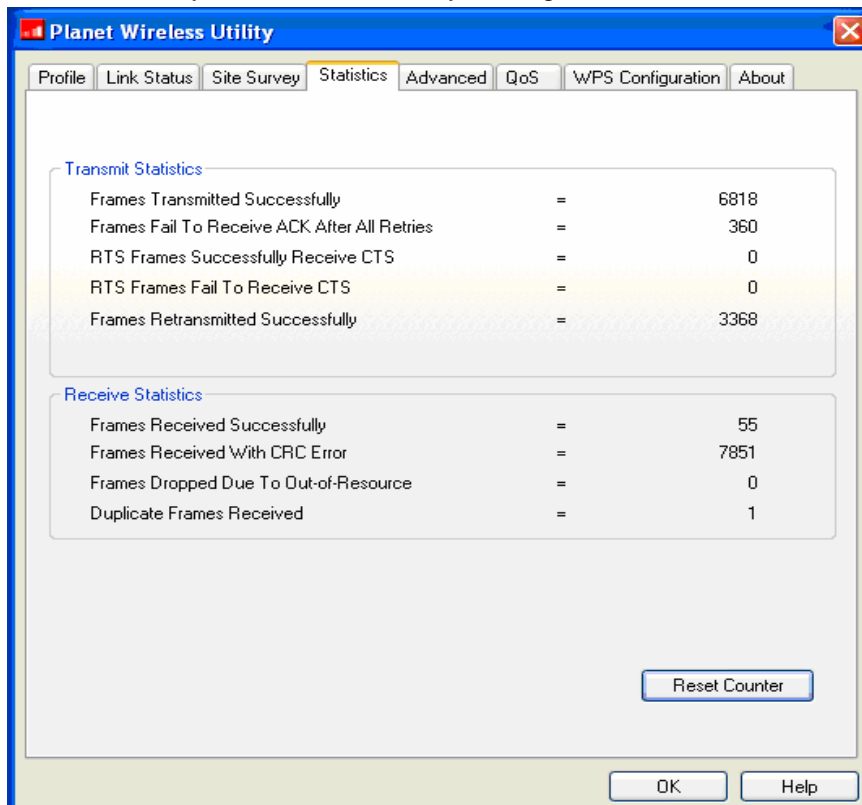 Planet Wireless Utility
Profile Link Status Site Survey Statistics Advanced QoS WPS Configuration About
Transmit Statistics
Frames Transmitted Successfully = 6818
Frames Fail To Receive ACK After All Retries = 360
RTS Frames Successfully Receive CTS = 0
RTS Frames Fail To Receive CTS = 0
Frames Retransmitted Successfully = 3368
Receive Statistics
Frames Received Successfully = 55
Frames Received With CRC Error = 7851
Frames Dropped Due To Out-of-Resource = 0
Duplicate Frames Received = 1
Reset Counter
OK Help